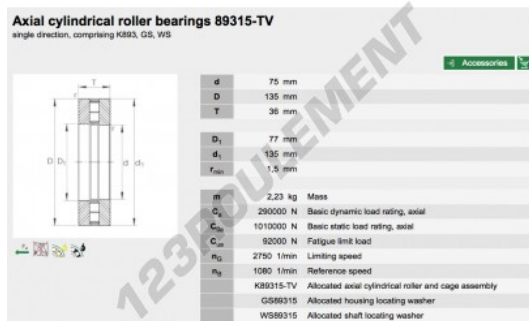 Axial cylindrical roller bearings 89315-TV
single direction, comprising K893, GS, WS
Accessories
T
r
r
D D₁ d d₁
d 75 mm
D 135 mm
T 36 mm
D₁ 77 mm
d₁ 135 mm
rmin 1,5 mm
m 2,23 kg Mass
Ca 290000 N Basic dynamic load rating, axial
C0a 1010000 N Basic static load rating, axial
Cua 92000 N Fatigue limit load
nG 2750 1/min Limiting speed
nB 1080 1/min Reference speed
K89315-TV Allocated axial cylindrical roller and cage assembly
GS89315 Allocated housing locating washer
WS89315 Allocated shaft locating washer
123ROULEMENT